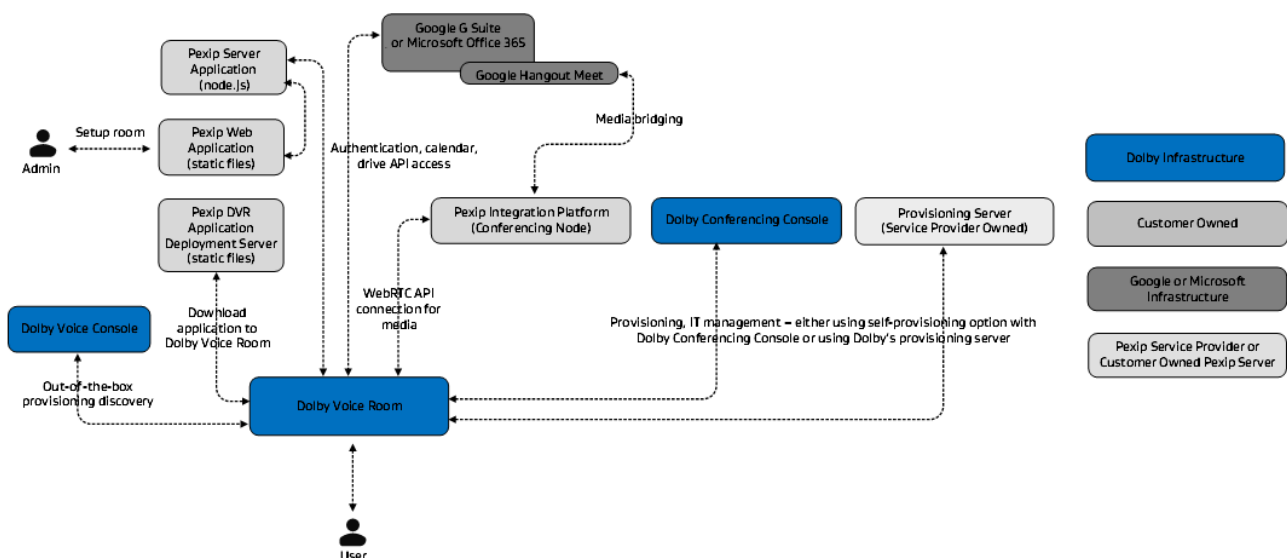 Google G Suite
or Microsoft Office 365
Google Hangout Meet
Pexip Server
Application
(node.js)
Media bridging
Setup room
Admin
Pexip Web
Application
(static files)
Authentication, calendar,
drive API access
Dolby Infrastructure
Pexip DVR
Application
Deployment Server
(static files)
Pexip Integration Platform
(Conferencing Node)
Dolby Conferencing Console
Provisioning Server
(Service Provider Owned)
Customer Owned
Google or Microsoft
Infrastructure
Dolby Voice Console
Download
application to
Dolby Voice Room
WebRTC API
connection for
media
Provisioning, IT management – either using self-provisioning option with
Dolby Conferencing Console or using Dolby's provisioning server
Pexip Service Provider or
Customer Owned Pexip Server
Out-of-the-box
provisioning discovery
Dolby Voice Room
User